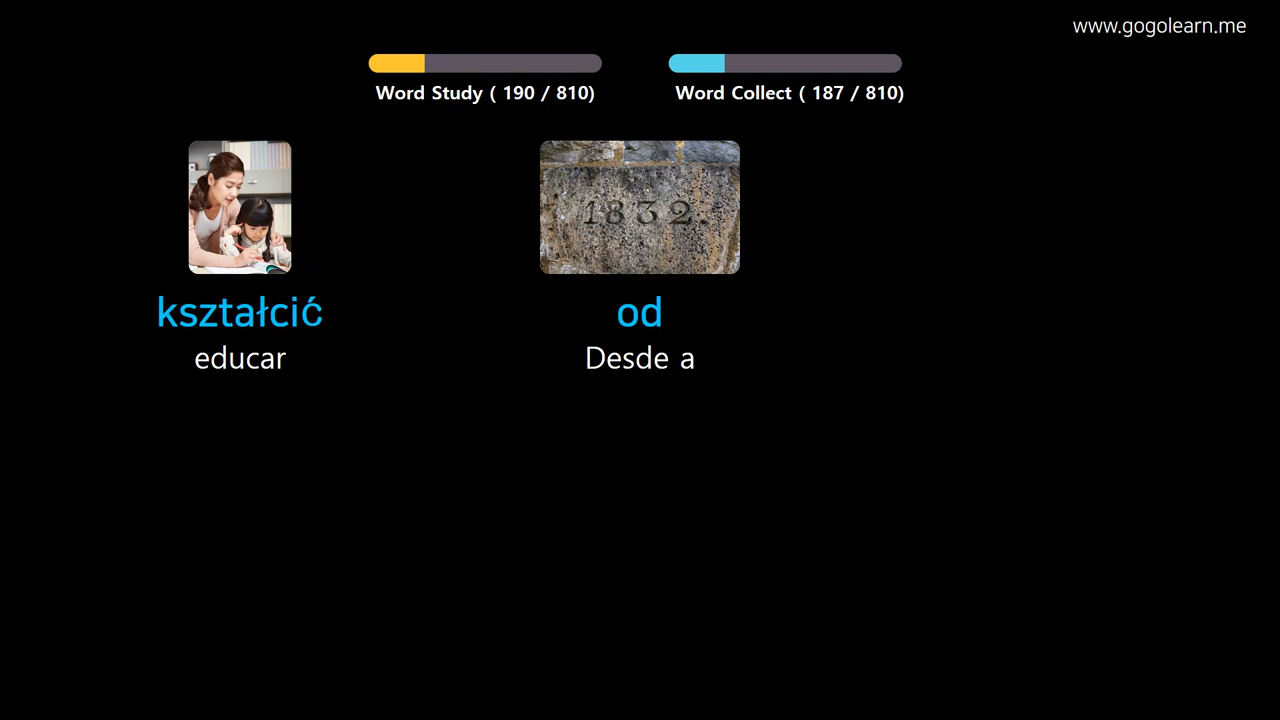 www.gogolearn.me
Word Study ( 190 / 810)
Word Collect ( 187 / 810)
1832.
kształcić
od
educar
Desde a